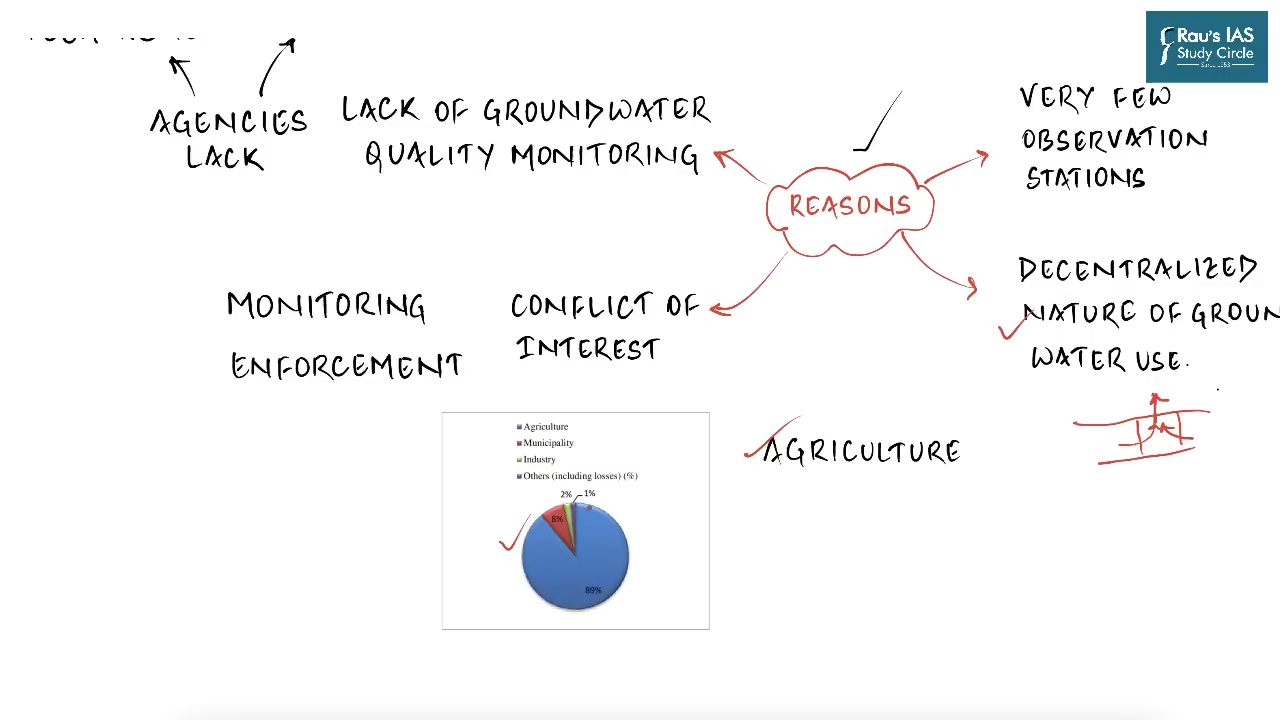 Rau's IAS
Study Circle
Since 1953
AGENCIES
LACK
LACK OF GROUNDWATER
QUALITY MONITORING
REASONS
VERY FEW
OBSERVATION
STATIONS
MONITORING
ENFORCEMENT
CONFLICT OF
INTEREST
DECENTRALIZED
NATURE OF GROUN
WATER USE.
Agriculture
Municipality
Industry
Others (including losses) (%)
2%
1%
8%
89%
AGRICULTURE